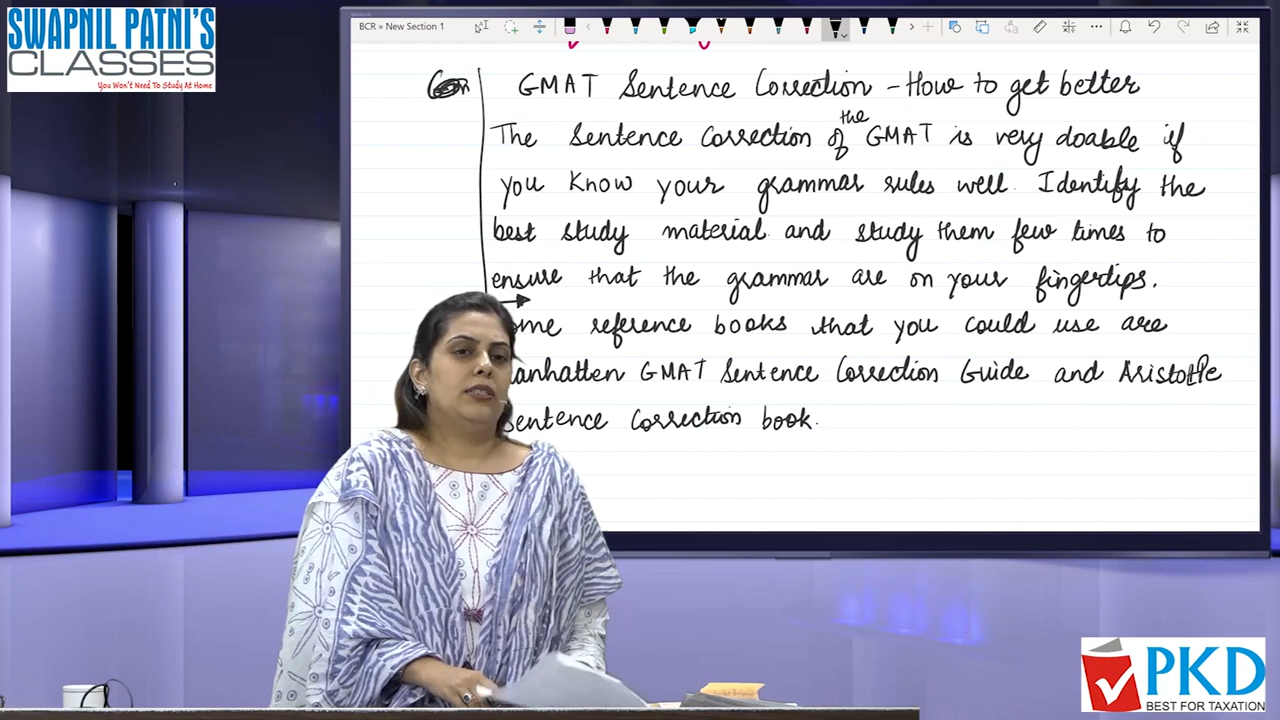 SWAPNIL PATNI'S
CLASSES
You Won't Need To Study At Home
BCR » New Section 1
GMAT Sentence Correction - How to get better
The Sentence Correction of the GMAT is very doable if
you know your grammar rules well. Identify the
best study material and study them few times to
ensure that the grammar are on your fingertips.
ome reference books that you could use are
anhatten GMAT Sentence Correction Guide and Aristotle
Sentence Correction book.
PKD
BEST FOR TAXATION